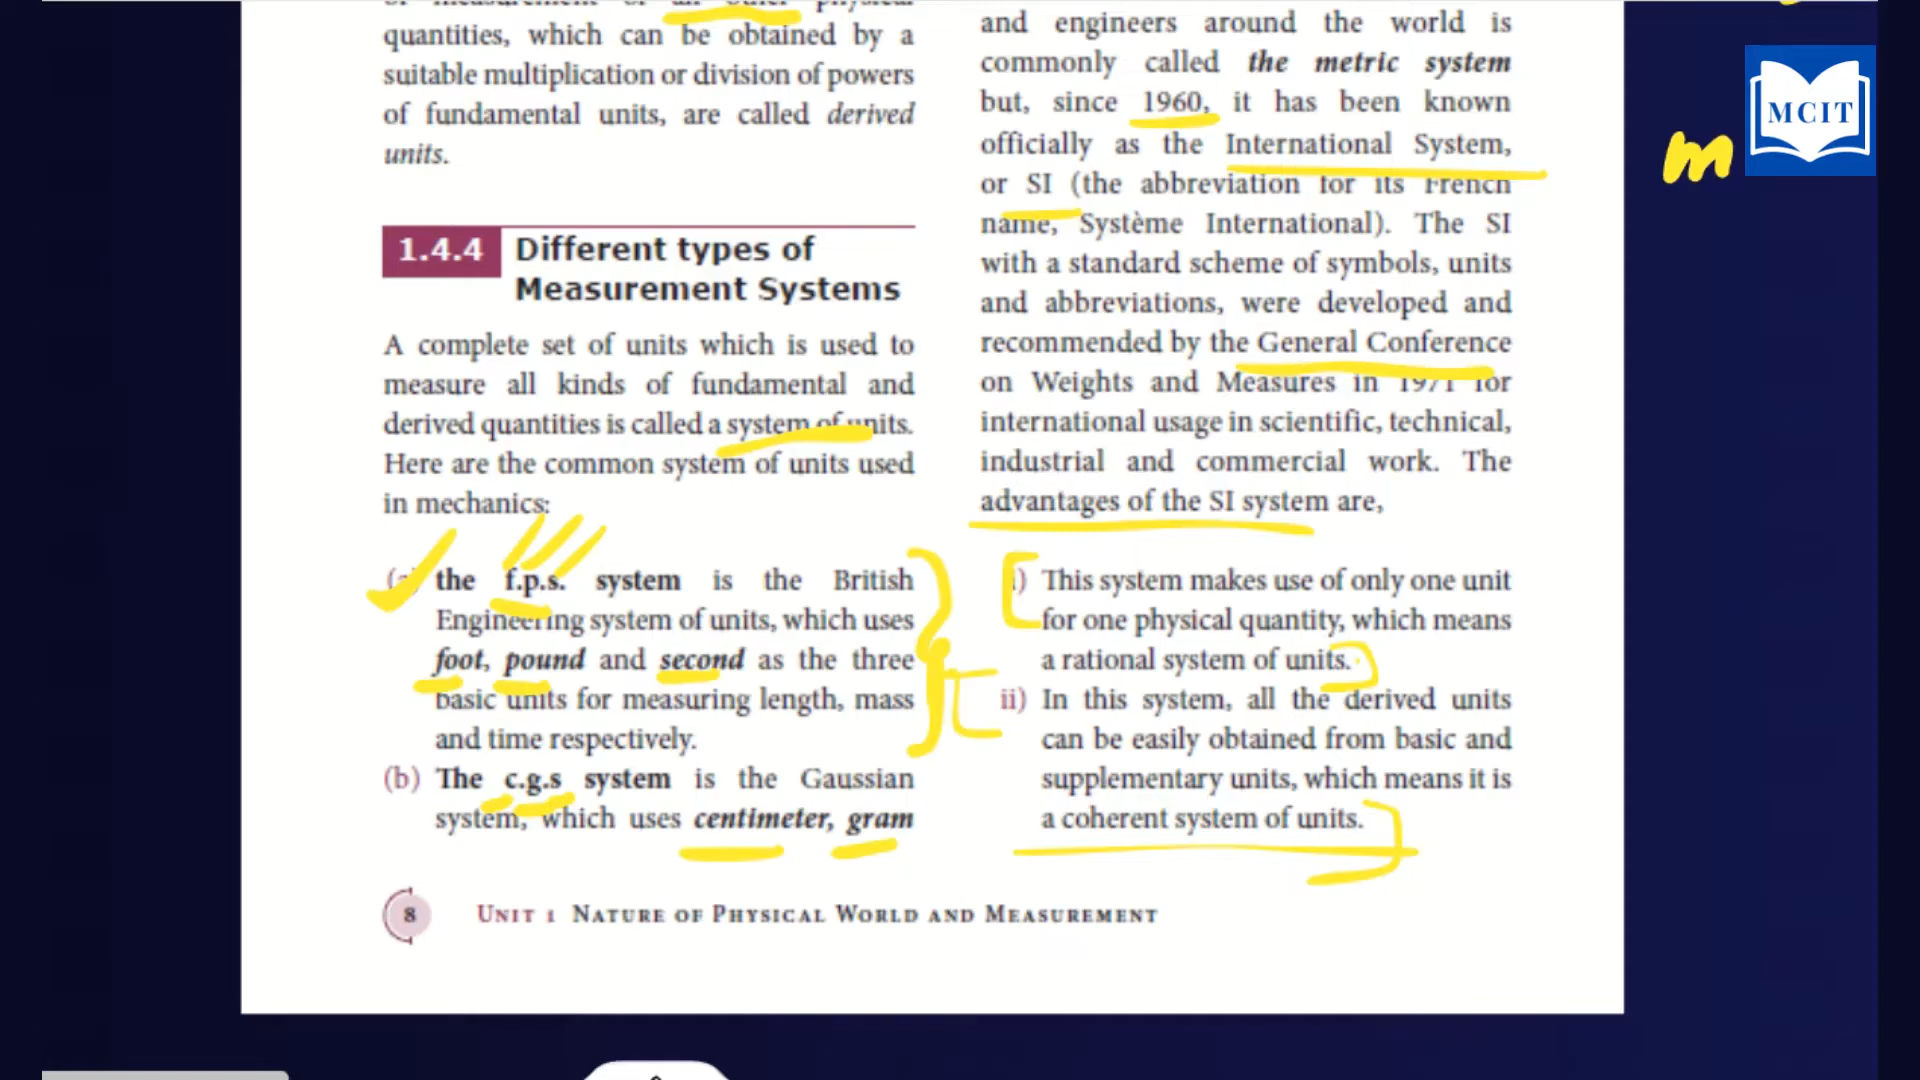 of measurement of all other physical
quantities, which can be obtained by a
suitable multiplication or division of powers
of fundamental units, are called derived
units.
1.4.4 Different types of
Measurement Systems
A complete set of units which is used to
measure all kinds of fundamental and
derived quantities is called a system of units.
Here are the common system of units used
in mechanics:
(a) the f.p.s. system is the British
Engineering system of units, which uses
foot, pound and second as the three
basic units for measuring length, mass
and time respectively.
(b) The c.g.s system is the Gaussian
system, which uses centimeter, gram
and engineers around the world is
commonly called the metric system
but, since 1960, it has been known
officially as the International System,
or SI (the abbreviation for its French
name, Système International). The SI
with a standard scheme of symbols, units
and abbreviations, were developed and
recommended by the General Conference
on Weights and Measures in 1971 for
international usage in scientific, technical,
industrial and commercial work. The
advantages of the SI system are,
i) This system makes use of only one unit
for one physical quantity, which means
a rational system of units.
ii) In this system, all the derived units
can be easily obtained from basic and
supplementary units, which means it is
a coherent system of units.
8 UNIT 1 NATURE OF PHYSICAL WORLD AND MEASUREMENT
m
MCIT